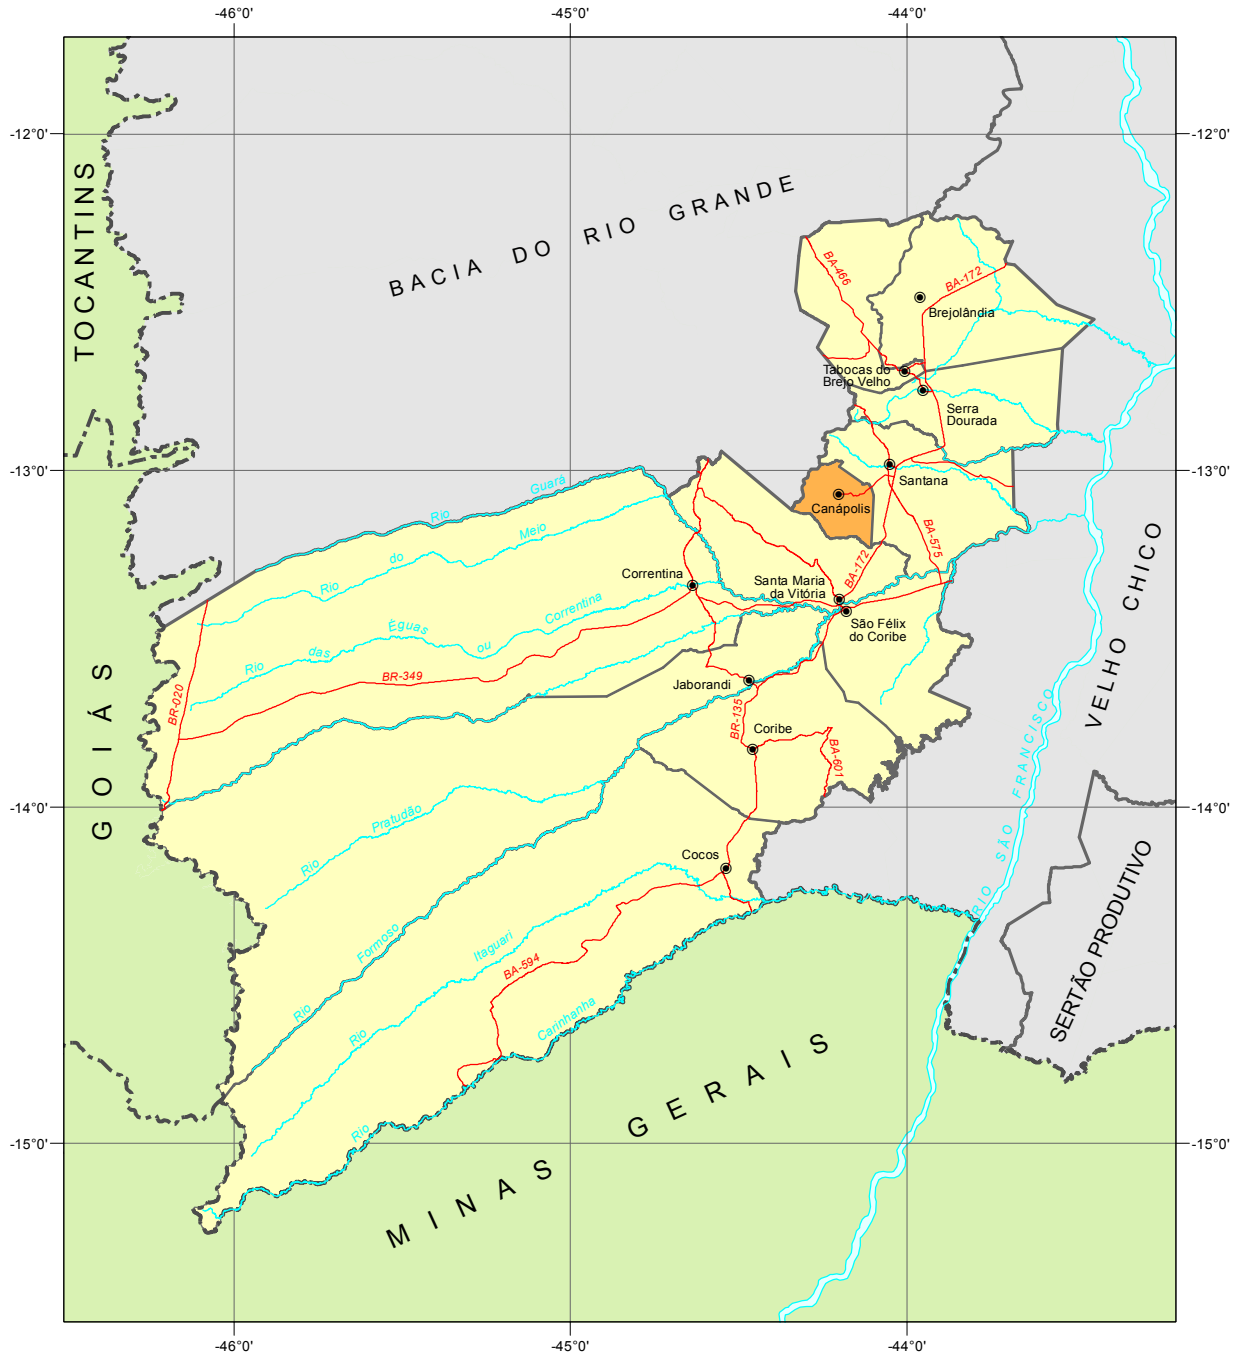 -46°0'
-45°0'
-44°0'
-12°0'
-12°0'
TOCANTINS
BACIA DO RIO GRANDE
BA-466
BA-172
Brejolândia
Tabocas do
Brejo Velho
Serra
Dourada
-13°0'
-13°0'
Santana
Canápolis
Rio Guará
Rio do Meio
BA-575
BA-172
Correntina
Santa Maria
da Vitória
São Félix
do Coribe
Rio das Éguas ou Correntina
BR-349
BR-020
Jaborandi
BR-135
Coribe
BA-601
GOIÁS
VELHO CHICO
RIO SÃO FRANCISCO
-14°0'
-14°0'
Rio Pratudão
Cocos
Rio Formoso
Rio Itaguari
BA-594
Rio Carinhanha
SERTÃO PRODUTIVO
MINAS GERAIS
-15°0'
-15°0'
-46°0'
-45°0'
-44°0'